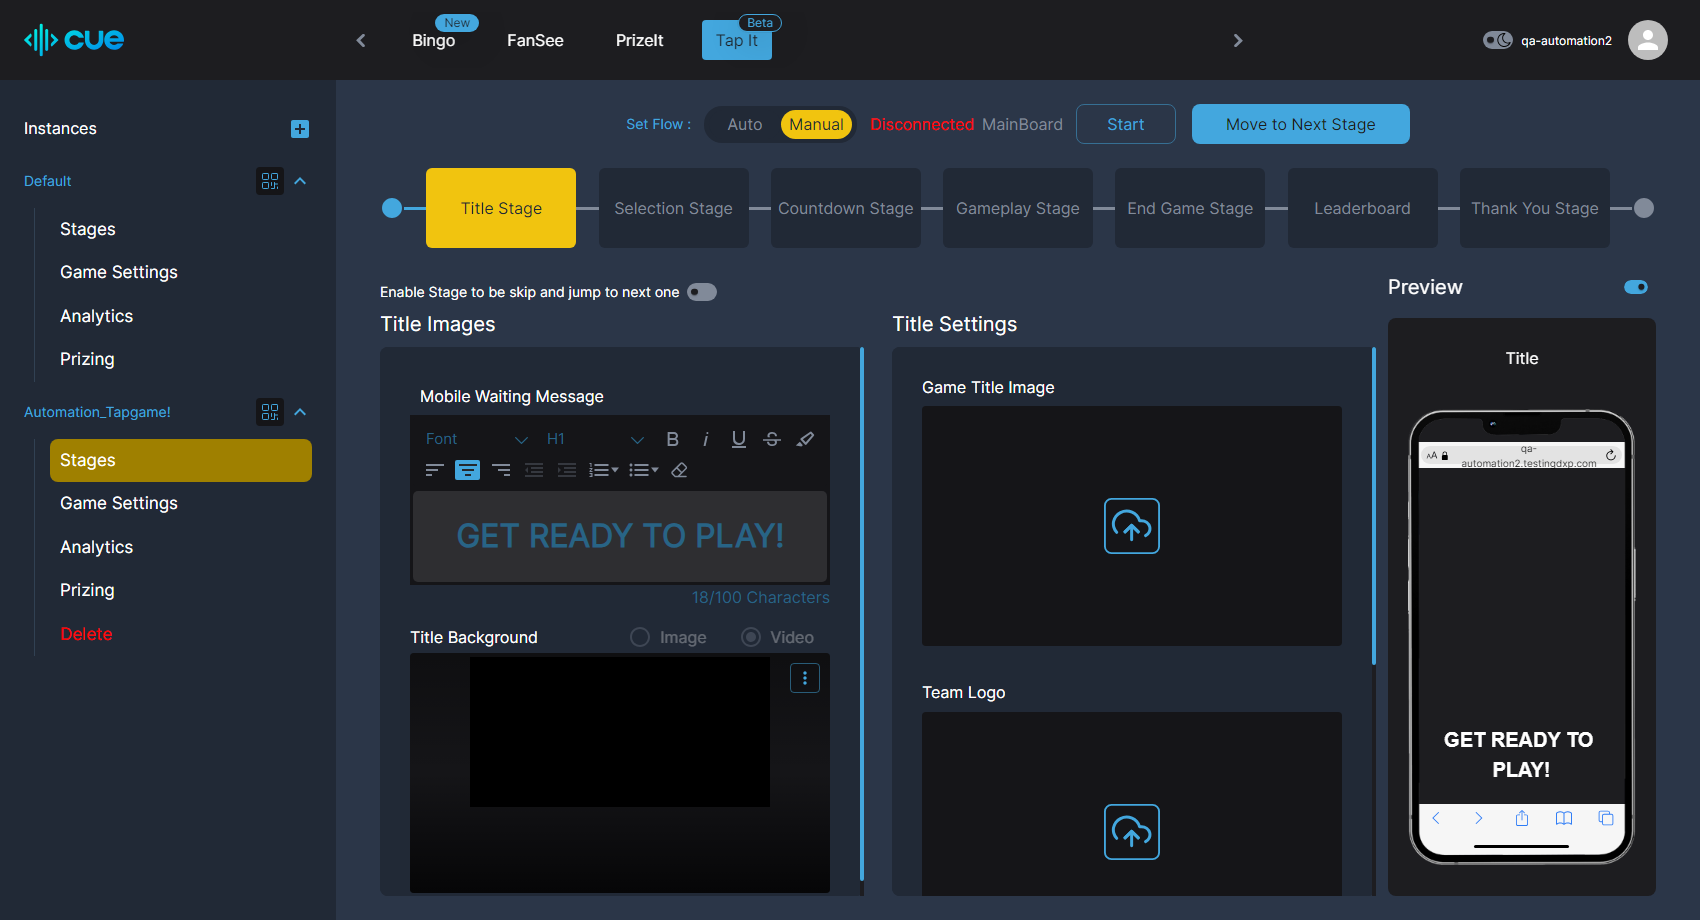 cue
Bingo
New
FanSee
PrizeIt
Tap It
Beta
qa-automation2
Instances
Default
Stages
Game Settings
Analytics
Prizing
Automation_Tapgame!
Stages
Game Settings
Analytics
Prizing
Delete
Set Flow :
Auto
Manual
Disconnected MainBoard
Start
Move to Next Stage
Title Stage
Selection Stage
Countdown Stage
Gameplay Stage
End Game Stage
Leaderboard
Thank You Stage
Enable Stage to be skip and jump to next one
Title Images
Mobile Waiting Message
Font
H1
B
i
U
S
GET READY TO PLAY!
18/100 Characters
Title Background
Image
Video
Title Settings
Game Title Image
Team Logo
Preview
Title
AA
qa-
automation2.testingdxp.com
GET READY TO
PLAY!